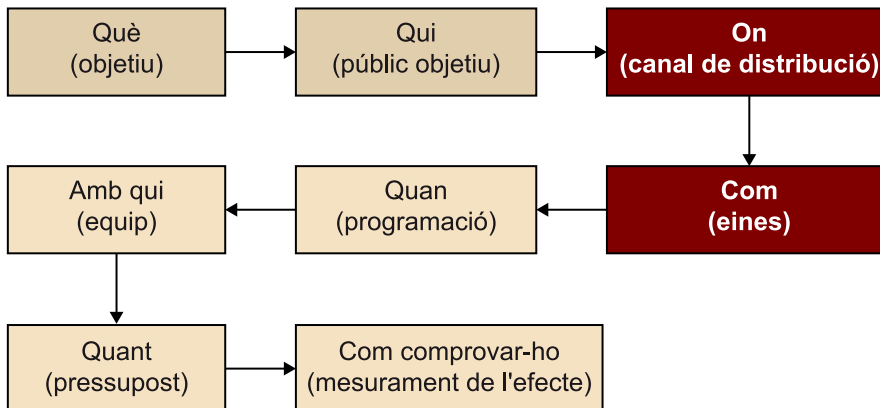 Què
(objetiu)
Qui
(públic objetiu)
On
(canal de distribució)
Com
(eines)
Quan
(programació)
Amb qui
(equip)
Quant
(pressupost)
Com comprovar-ho
(mesurament de l'efecte)